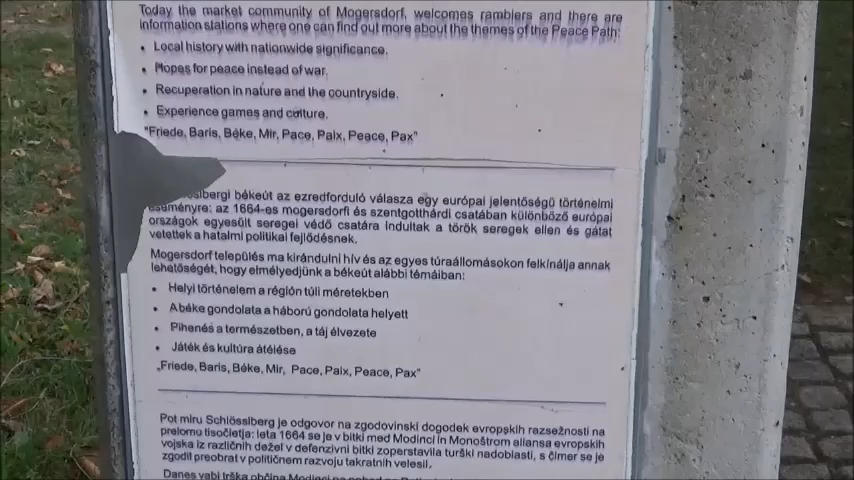 Today the market community of Mogersdorf, welcomes ramblers and there are
information stations where one can find out more about the themes of the Peace Path:
• Local history with nationwide significance.
• Hopes for peace instead of war.
• Recuperation in nature and the countryside.
• Experience games and culture.
"Friede, Baris, Béke, Mir, Pace, Paix, Peace, Pax"
békeút az ezredforduló válasza egy európai jelentőségű történelmi
eseményre: az 1664-es mogersdorfi és szentgotthárdi csatában különböző európai
országok egyesült seregei védő csatára indultak a török seregek ellen és gátat
vetettek a hatalmi politikai fejlődésnek.
Mogersdorf település ma kirándulni hív és az egyes túraállomásokon felkínálja annak
lehetőségét, hogy elmélyedjünk a békeút alábbi témáiban:
• Helyi történelem a régión túli méretekben
• A béke gondolata a háború gondolata helyett
• Pihenés a természetben, a táj élvezete
• Játék és kultúra átélése
„Friede, Baris, Béke, Mir, Pace, Paix, Peace, Pax"
Pot miru Schlösslberg je odgovor na zgodovinski dogodek evropskih razsežnosti na
prelomu tisočletja: leta 1664 se je v bitki med Modinci in Monoštrom aliansa evropskih
vojska iz različnih dežel v defenzivni bitki zoperstavila turški nadoblasti, s čimer se je
zgodil preobrat v političnem razvoju takratnih velesil.
Danes vabi trška občina Modinci na pohod